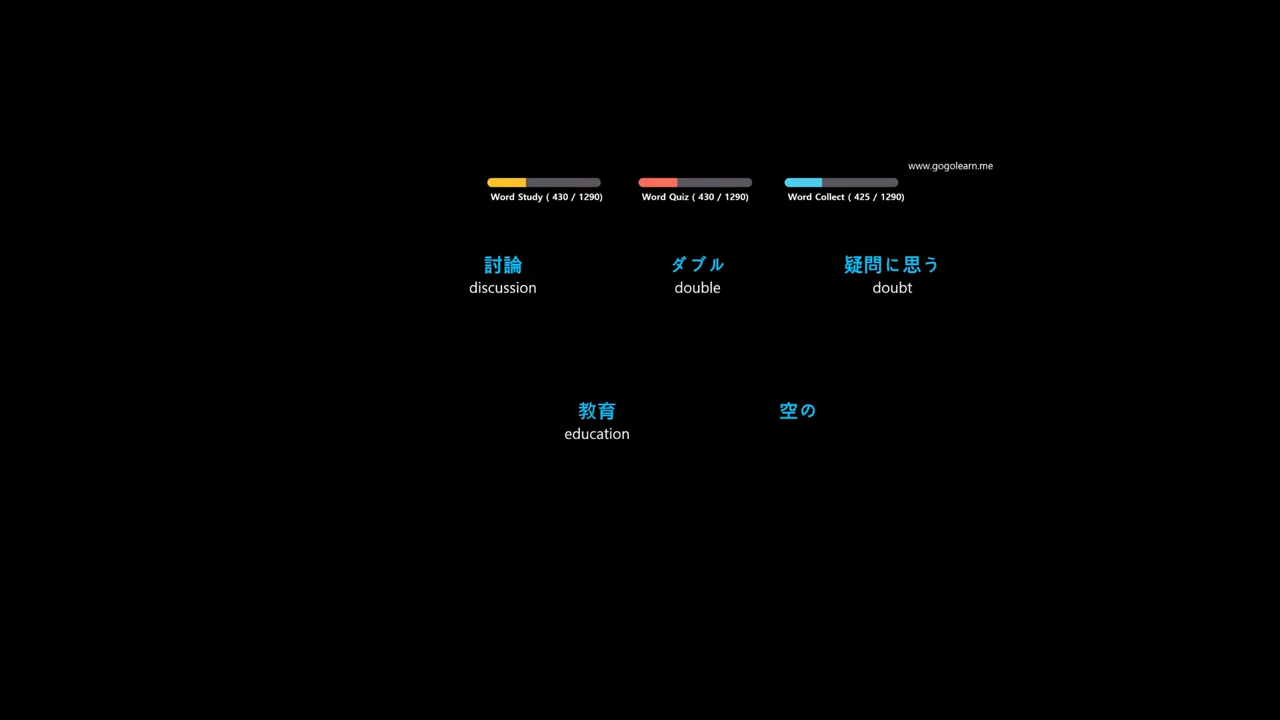 www.gogolearn.me
Word Study ( 430 / 1290)
Word Quiz ( 430 / 1290)
Word Collect ( 425 / 1290)
討論
discussion
ダブル
double
疑問に思う
doubt
教育
education
空の